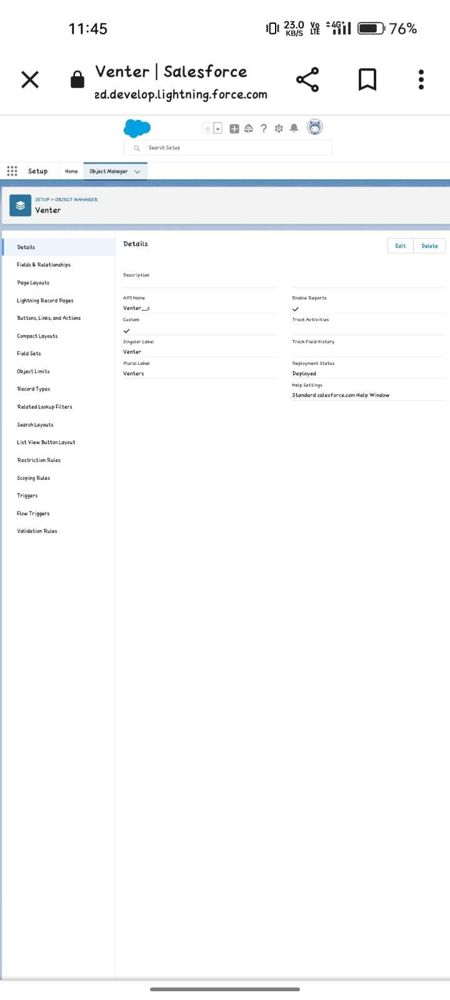 11:45
23.0 KB/S Vo LTE 4G+ 76%
Venter | Salesforce
ed.develop.lightning.force.com
Search Setup
Setup Home Object Manager
SETUP > OBJECT MANAGER
Venter
Details
Fields & Relationships
Page Layouts
Lightning Record Pages
Buttons, Links, and Actions
Compact Layouts
Field Sets
Object Limits
Record Types
Related Lookup Filters
Search Layouts
List View Button Layout
Restriction Rules
Scoping Rules
Triggers
Flow Triggers
Validation Rules
Details
Edit Delete
Description
API Name
Venter__c
Custom
Singular Label
Venter
Plural Label
Venters
Enable Reports
Track Activities
Track Field History
Deployment Status
Deployed
Help Settings
Standard salesforce.com Help Window